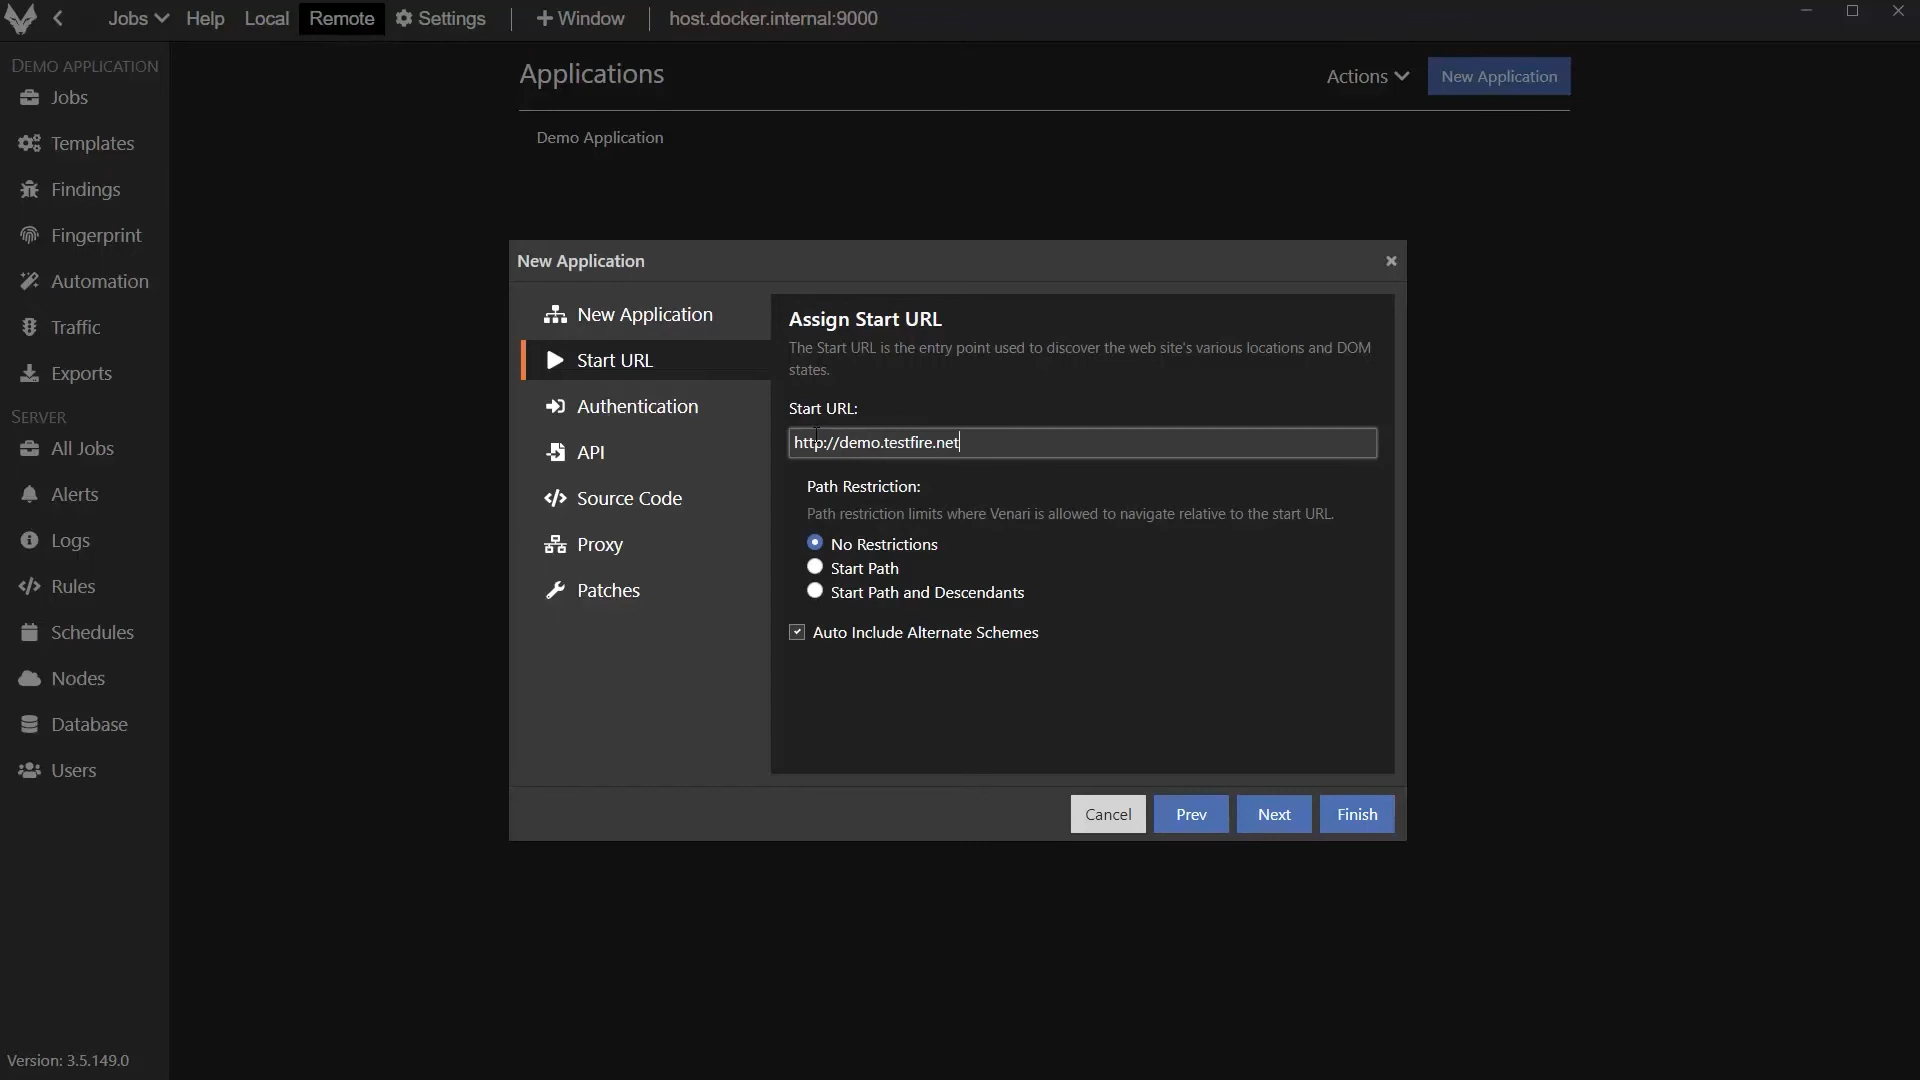 Jobs Help Local Remote Settings + Window host.docker.internal:9000
DEMO APPLICATION
Jobs
Templates
Findings
Fingerprint
Automation
Traffic
Exports
SERVER
All Jobs
Alerts
Logs
Rules
Schedules
Nodes
Database
Users
Version: 3.5.149.0
Applications
Actions New Application
Demo Application
New Application
New Application
Start URL
Authentication
API
Source Code
Proxy
Patches
Assign Start URL
The Start URL is the entry point used to discover the web site's various locations and DOM
states.
Start URL:
http://demo.testfire.net
Path Restriction:
Path restriction limits where Venari is allowed to navigate relative to the start URL.
No Restrictions
Start Path
Start Path and Descendants
Auto Include Alternate Schemes
Cancel Prev Next Finish